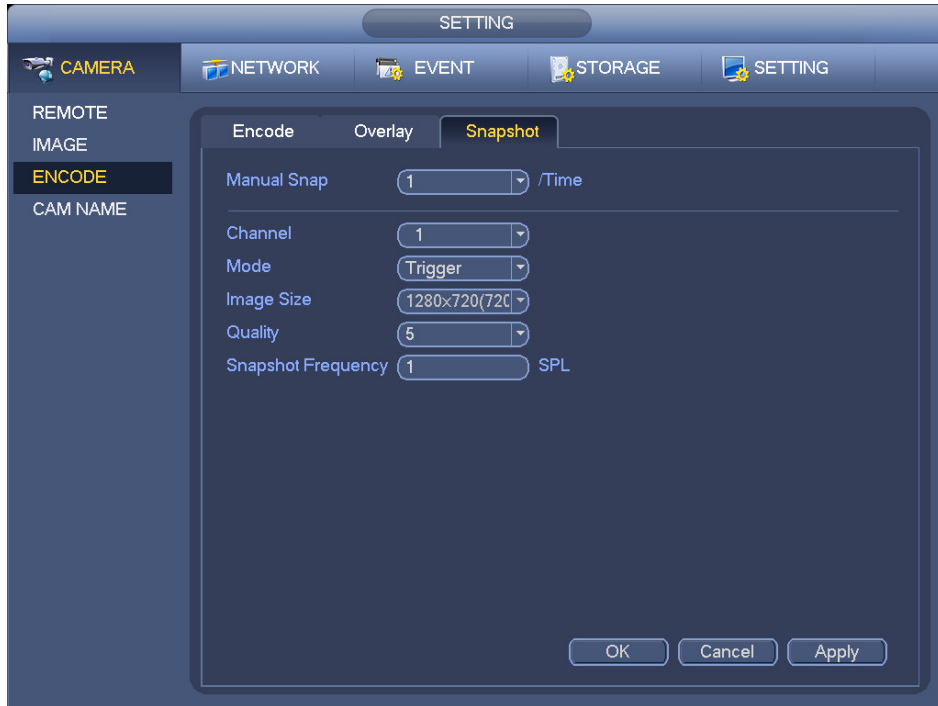 SETTING
CAMERA NETWORK EVENT STORAGE SETTING
REMOTE
IMAGE
ENCODE
CAM NAME
Encode Overlay Snapshot
Manual Snap 1 /Time
Channel 1
Mode Trigger
Image Size 1280×720(720
Quality 5
Snapshot Frequency 1 SPL
OK Cancel Apply